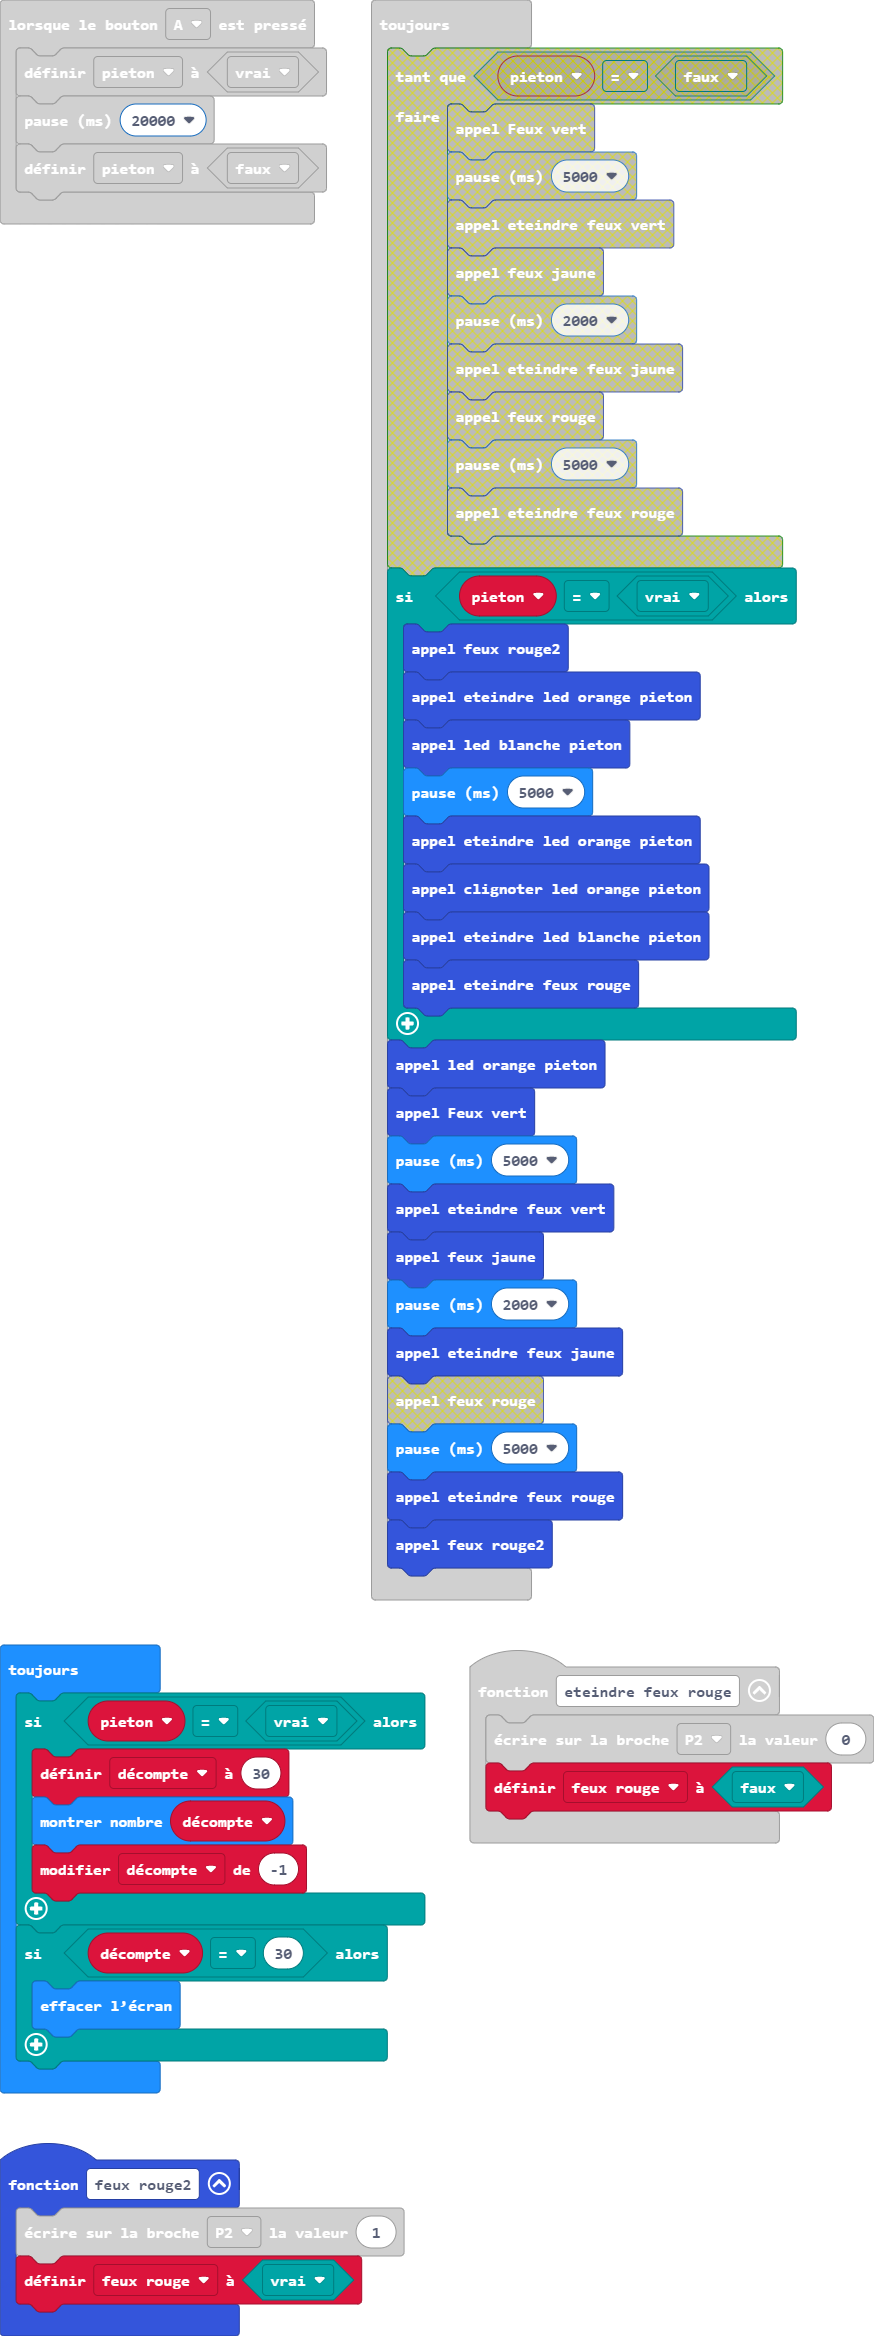 lorsque le bouton A est pressé
définir pieton à vrai
pause (ms) 20000
définir pieton à faux
toujours
tant que pieton = faux
faire
appel Feux vert
pause (ms) 5000
appel eteindre feux vert
appel feux jaune
pause (ms) 2000
appel eteindre feux jaune
appel feux rouge
pause (ms) 5000
appel eteindre feux rouge
si pieton = vrai alors
appel feux rouge2
appel eteindre led orange pieton
appel led blanche pieton
pause (ms) 5000
appel eteindre led orange pieton
appel clignoter led orange pieton
appel eteindre led blanche pieton
appel eteindre feux rouge
appel led orange pieton
appel Feux vert
pause (ms) 5000
appel eteindre feux vert
appel feux jaune
pause (ms) 2000
appel eteindre feux jaune
appel feux rouge
pause (ms) 5000
appel eteindre feux rouge
appel feux rouge2
toujours
si pieton = vrai alors
définir décompte à 30
montrer nombre décompte
modifier décompte de -1
si décompte = 30 alors
effacer l’écran
fonction eteindre feux rouge
écrire sur la broche P2 la valeur 0
définir feux rouge à faux
fonction feux rouge2
écrire sur la broche P2 la valeur 1
définir feux rouge à vrai